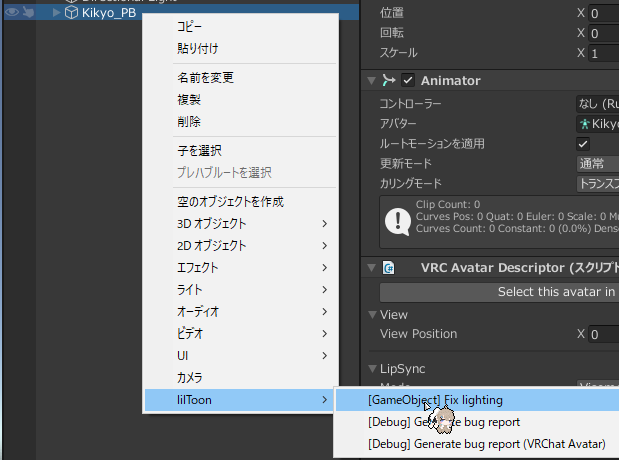 Kikyo_PB
コピー
貼り付け
名前を変更
複製
削除
子を選択
プレハブルートを選択
空のオブジェクトを作成
3D オブジェクト
2D オブジェクト
エフェクト
ライト
オーディオ
ビデオ
UI
カメラ
lilToon
[GameObject] Fix lighting
[Debug] Generate bug report
[Debug] Generate bug report (VRChat Avatar)
位置 X 0
回転 X 0
スケール X 1
Animator
コントローラー なし (Ru
アバター Kikyo
ルートモーションを適用
更新モード 通常
カリングモード トランスフ
Clip Count: 0
Curves Pos: 0 Quat: 0 Euler: 0 Scale: 0 Mu
Curves Count: 0 Constant: 0 (0.0%) Dense
VRC Avatar Descriptor (スクリプト
Select this avatar in
View
View Position X 0
LipSync